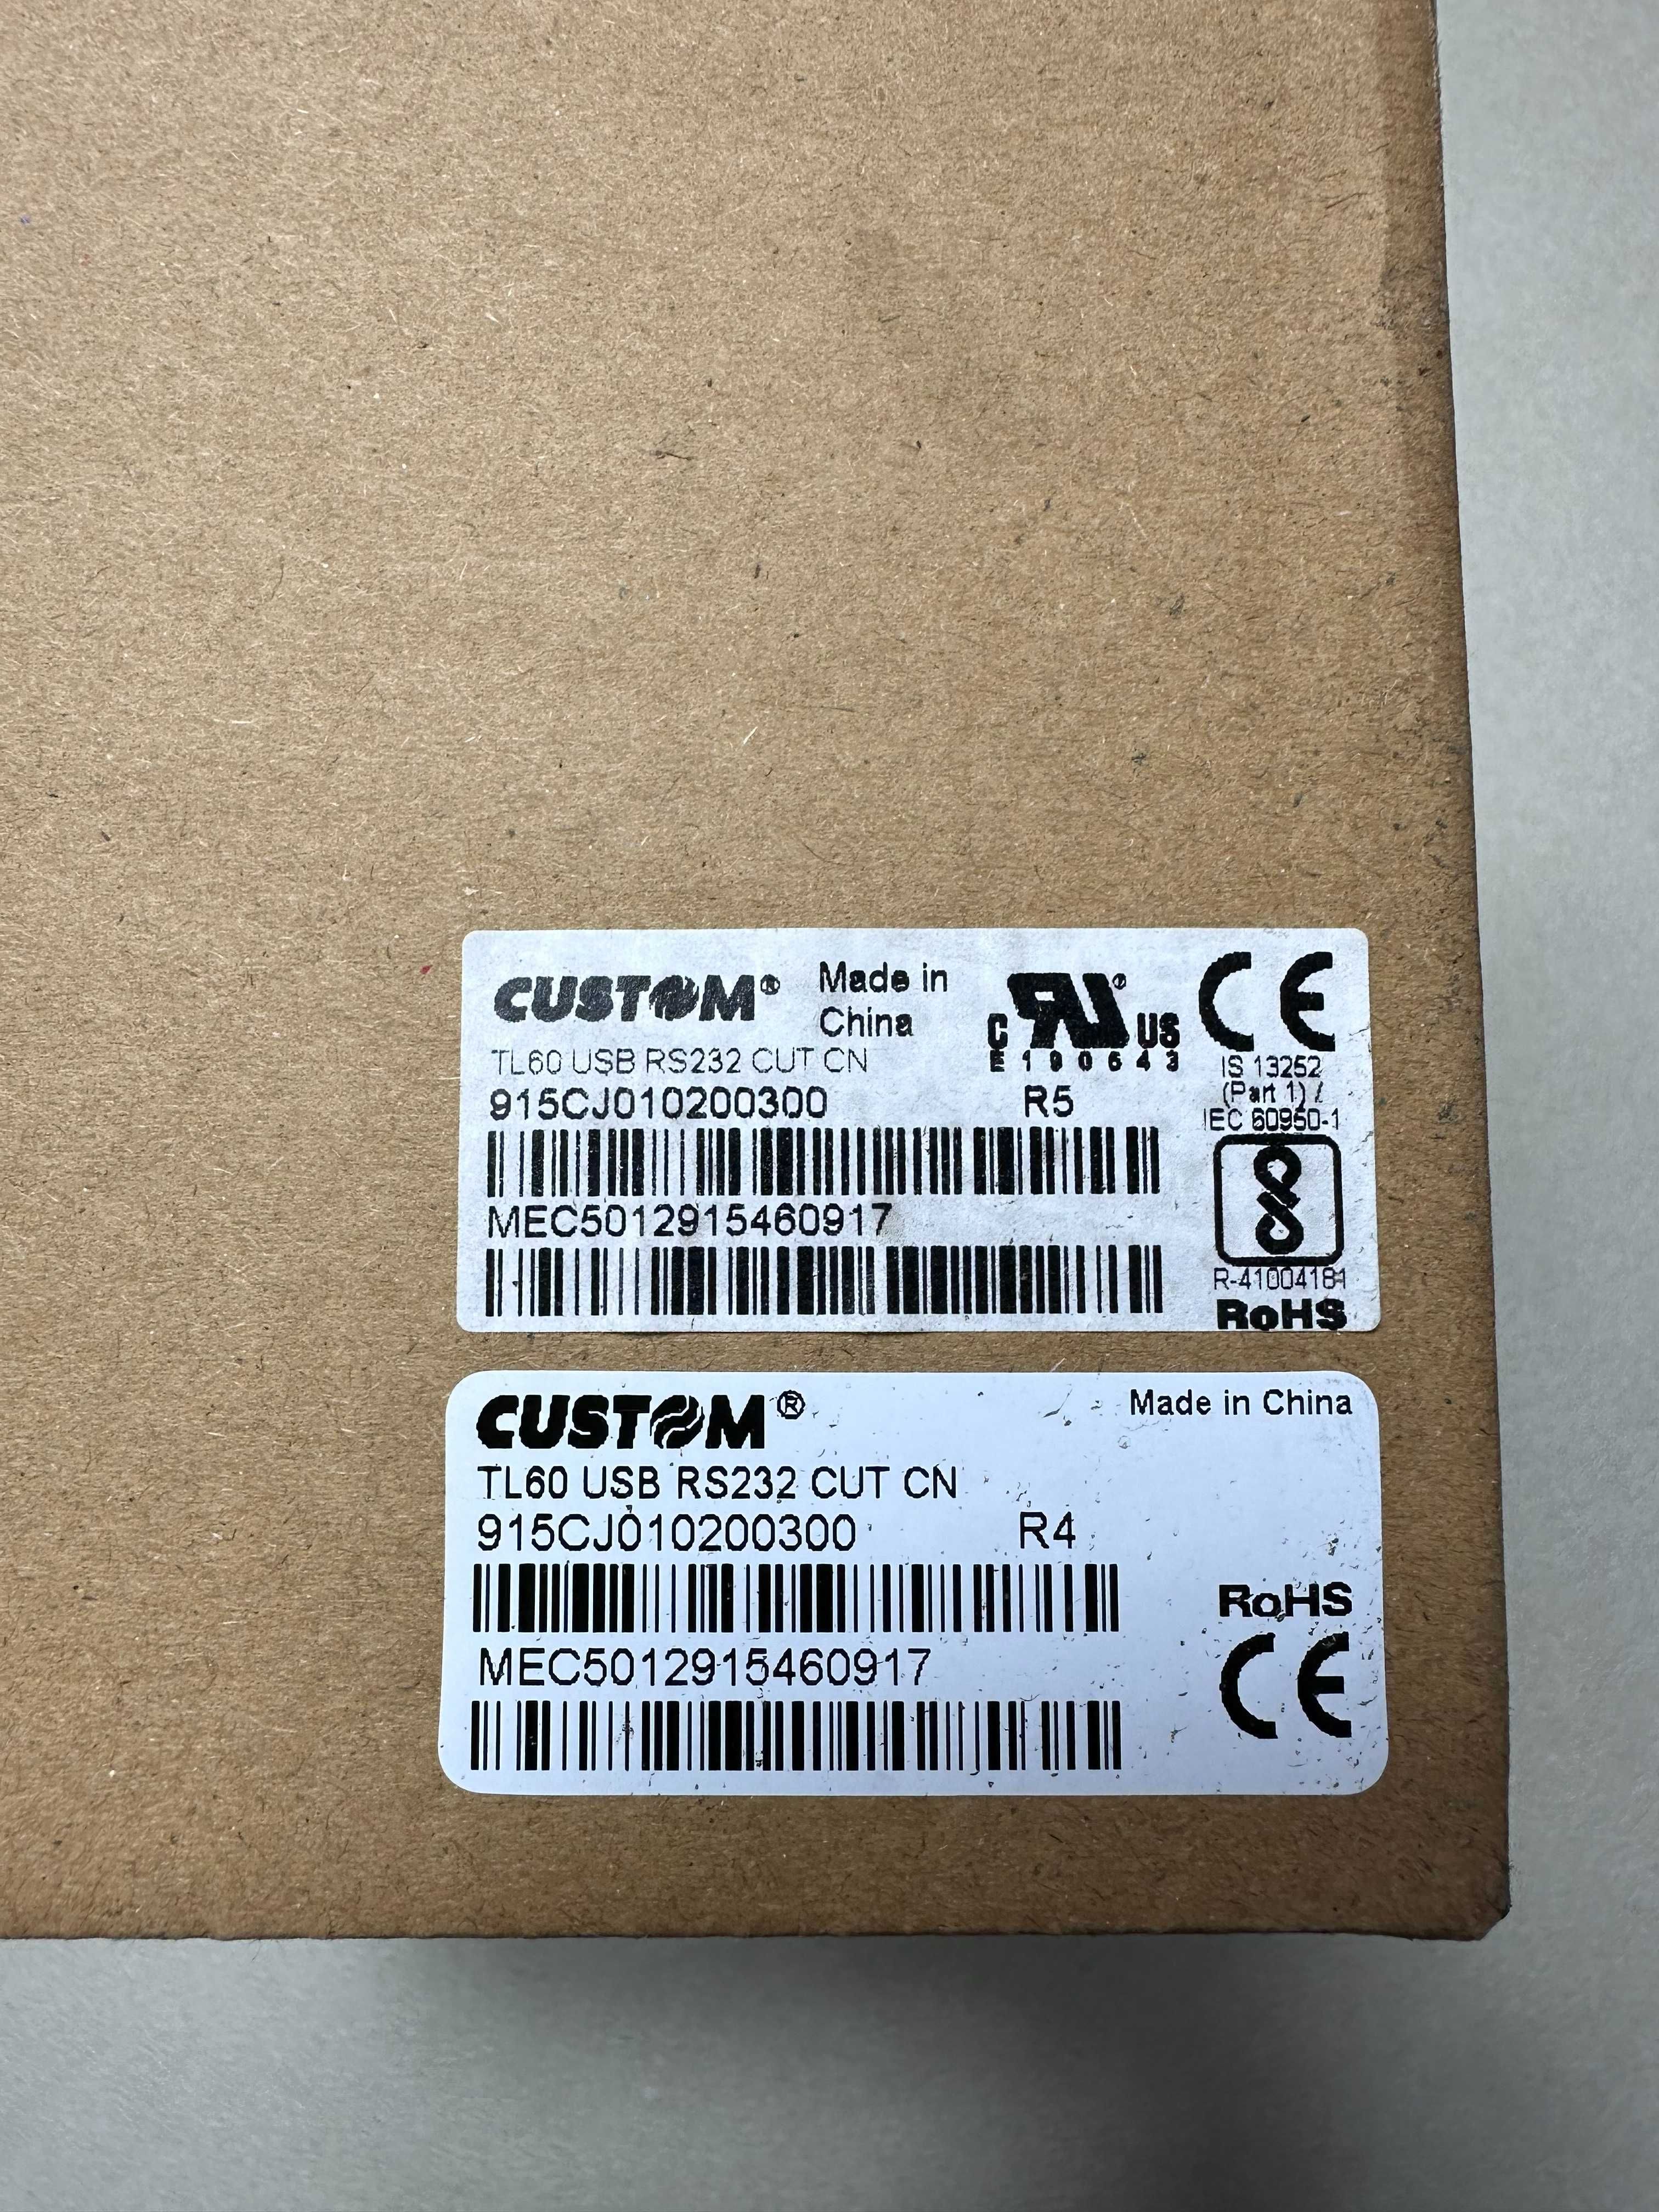 CUSTOM®
Made in
China
TL60 USB RS232 CUT CN
915CJ010200300 R5
MEC5012915460917
C RU® US
E190643
CE
IS 13252
(Part 1) /
IEC 60950-1
R-41004181
RoHS
CUSTOM®
Made in China
TL60 USB RS232 CUT CN
915CJ010200300 R4
MEC5012915460917
RoHS
CE